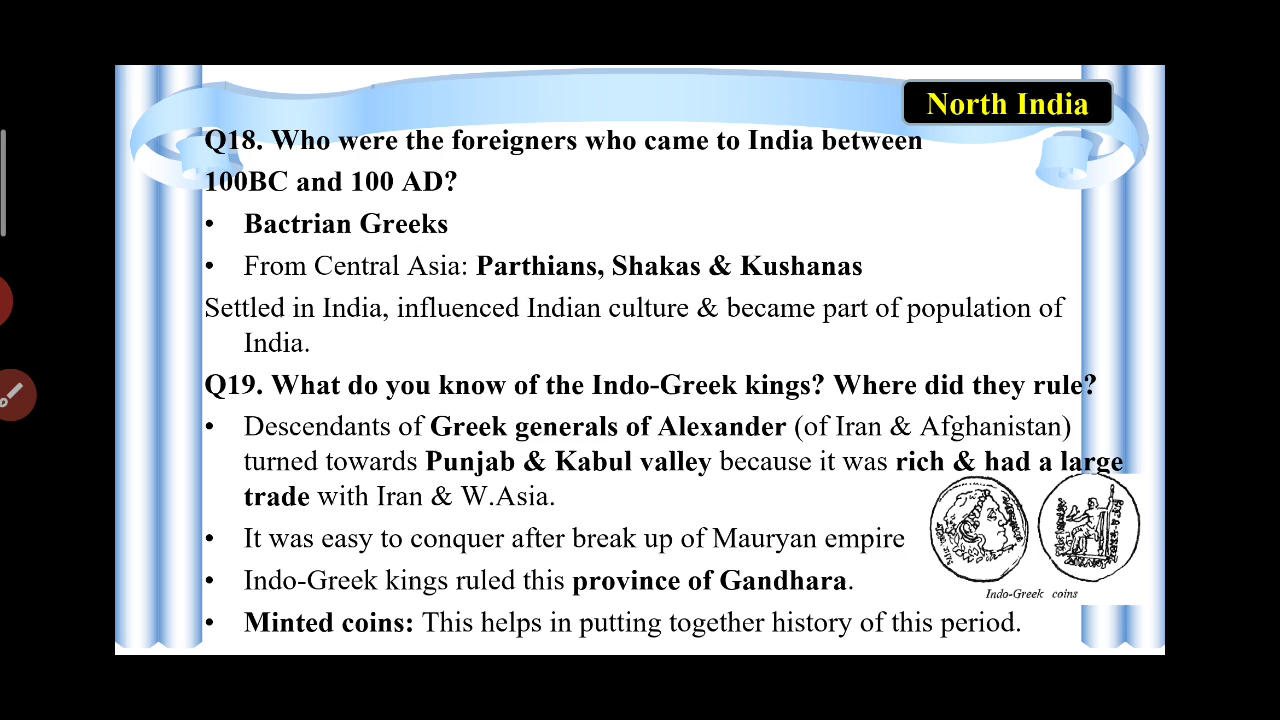 North India
Q18. Who were the foreigners who came to India between
100BC and 100 AD?
• Bactrian Greeks
• From Central Asia: Parthians, Shakas & Kushanas
Settled in India, influenced Indian culture & became part of population of
India.
Q19. What do you know of the Indo-Greek kings? Where did they rule?
• Descendants of Greek generals of Alexander (of Iran & Afghanistan)
turned towards Punjab & Kabul valley because it was rich & had a large
trade with Iran & W.Asia.
• It was easy to conquer after break up of Mauryan empire
• Indo-Greek kings ruled this province of Gandhara.
Indo-Greek coins
• Minted coins: This helps in putting together history of this period.